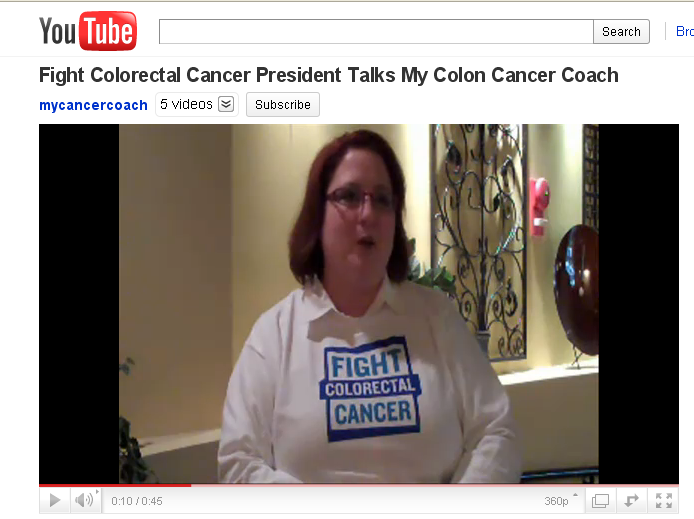 YouTube
Search
Bro
Fight Colorectal Cancer President Talks My Colon Cancer Coach
mycancercoach
5 videos
Subscribe
FIGHT
COLORECTAL
CANCER
0:10 / 0:45
360p